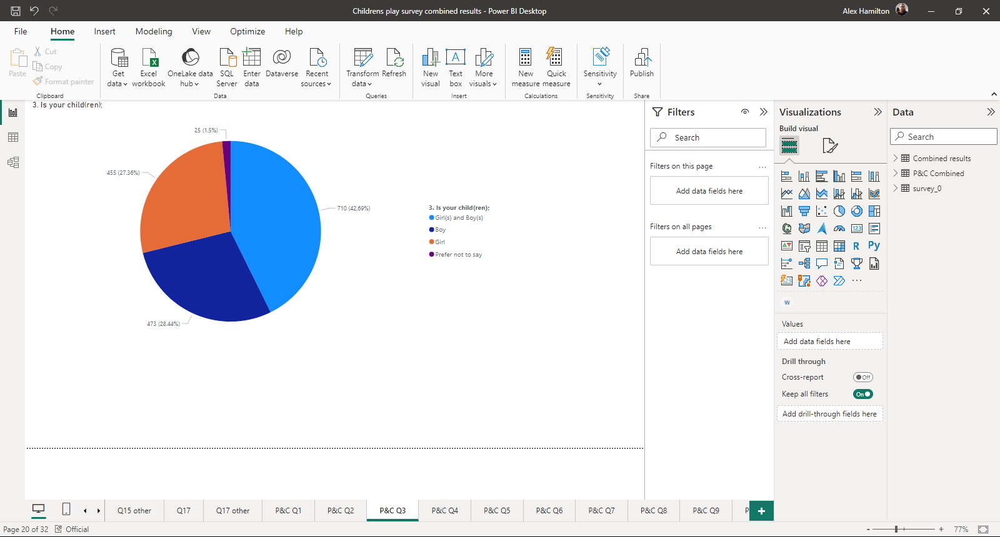 Childrens play survey combined results - Power BI Desktop
Alex Hamilton
File Home Insert Modeling View Optimize Help
Paste
Cut
Copy
Format painter
Clipboard
Get data
Excel workbook
OneLake data hub
SQL Server
Enter data
Dataverse
Recent sources
Data
Transform data
Refresh
Queries
New visual
Text box
More visuals
Insert
New measure
Quick measure
Calculations
Sensitivity
Sensitivity
Publish
Share
3. Is your child(ren);
25 (1.5%)
455 (27.36%)
710 (42.69%)
473 (28.44%)
3. Is your child(ren);
Girl(s) and Boy(s)
Boy
Girl
Prefer not to say
Filters
Search
Filters on this page
Add data fields here
Filters on all pages
Add data fields here
Visualizations
Build visual
123
R
Py
123
W
Values
Add data fields here
Drill through
Cross-report
Off
Keep all filters
On
Add drill-through fields here
Data
Search
Combined results
P&C Combined
survey_0
Q15 other Q17 Q17 other P&C Q1 P&C Q2 P&C Q3 P&C Q4 P&C Q5 P&C Q6 P&C Q7 P&C Q8 P&C Q9 P
Page 20 of 32 Official
- + 77%